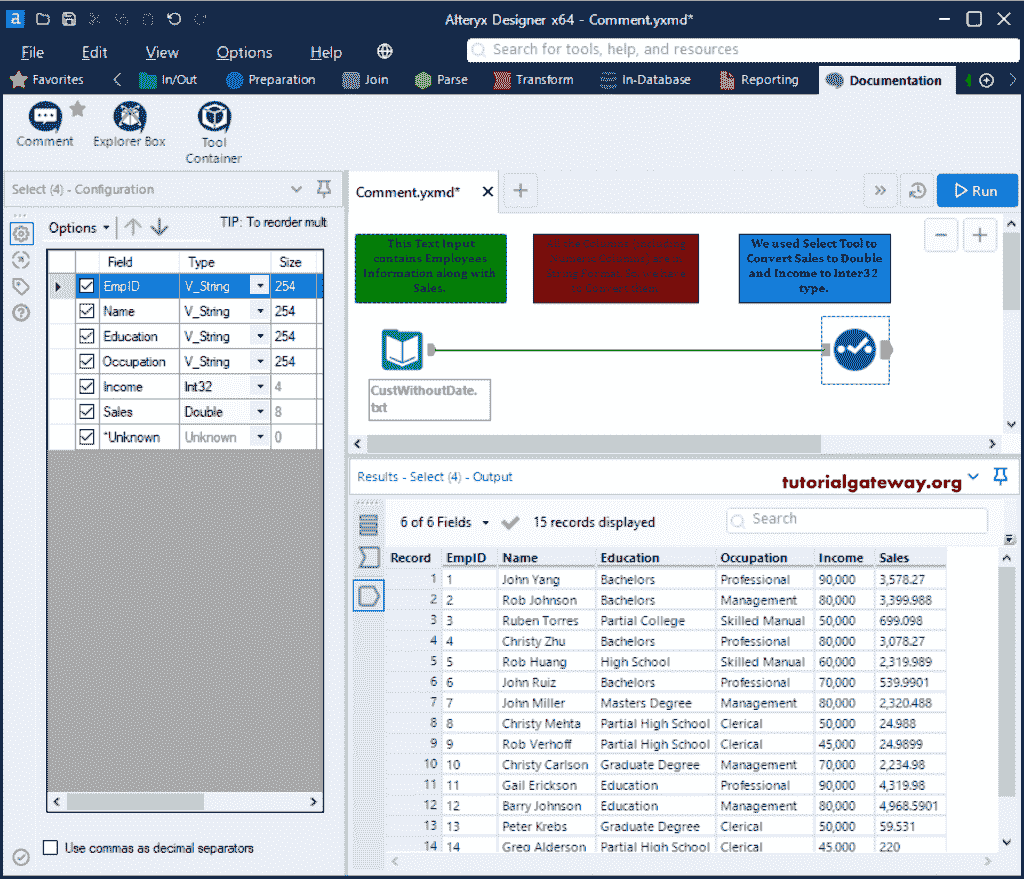 Alteryx Designer x64 - Comment.yxmd*
File Edit View Options Help
Search for tools, help, and resources
Favorites In/Out Preparation Join Parse Transform In-Database Reporting Documentation
Comment Explorer Box Tool
Container
Select (4) - Configuration
Options TIP: To reorder mult
Field Type Size
EmpID V_String 254
Name V_String 254
Education V_String 254
Occupation V_String 254
Income Int32 4
Sales Double 8
*Unknown Unknown 0
Use commas as decimal separators
Comment.yxmd*
Run
This Text Input
contains Employees
Information along with
Sales.
We used Select Tool to
Convert Sales to Double
and Income to Inter32
type.
CustWithoutDate.
txt
Results - Select (4) - Output
tutorialgateway.org
6 of 6 Fields 15 records displayed
Search
Record EmpID Name Education Occupation Income Sales
1 1 John Yang Bachelors Professional 90,000 3,578.27
2 2 Rob Johnson Bachelors Management 80,000 3,399.988
3 3 Ruben Torres Partial College Skilled Manual 50,000 699.098
4 4 Christy Zhu Bachelors Professional 80,000 3,078.27
5 5 Rob Huang High School Skilled Manual 60,000 2,319.989
6 6 John Ruiz Bachelors Professional 70,000 539.9901
7 7 John Miller Masters Degree Management 80,000 2,320.488
8 8 Christy Mehta Partial High School Clerical 50,000 24.988
9 9 Rob Verhoff Partial High School Clerical 45,000 24.9899
10 10 Christy Carlson Graduate Degree Management 70,000 2,234.98
11 11 Gail Erickson Education Professional 90,000 4,319.98
12 12 Barry Johnson Education Management 80,000 4,968.5901
13 13 Peter Krebs Graduate Degree Clerical 50,000 59.531
14 14 Greg Alderson Partial High School Clerical 45,000 220